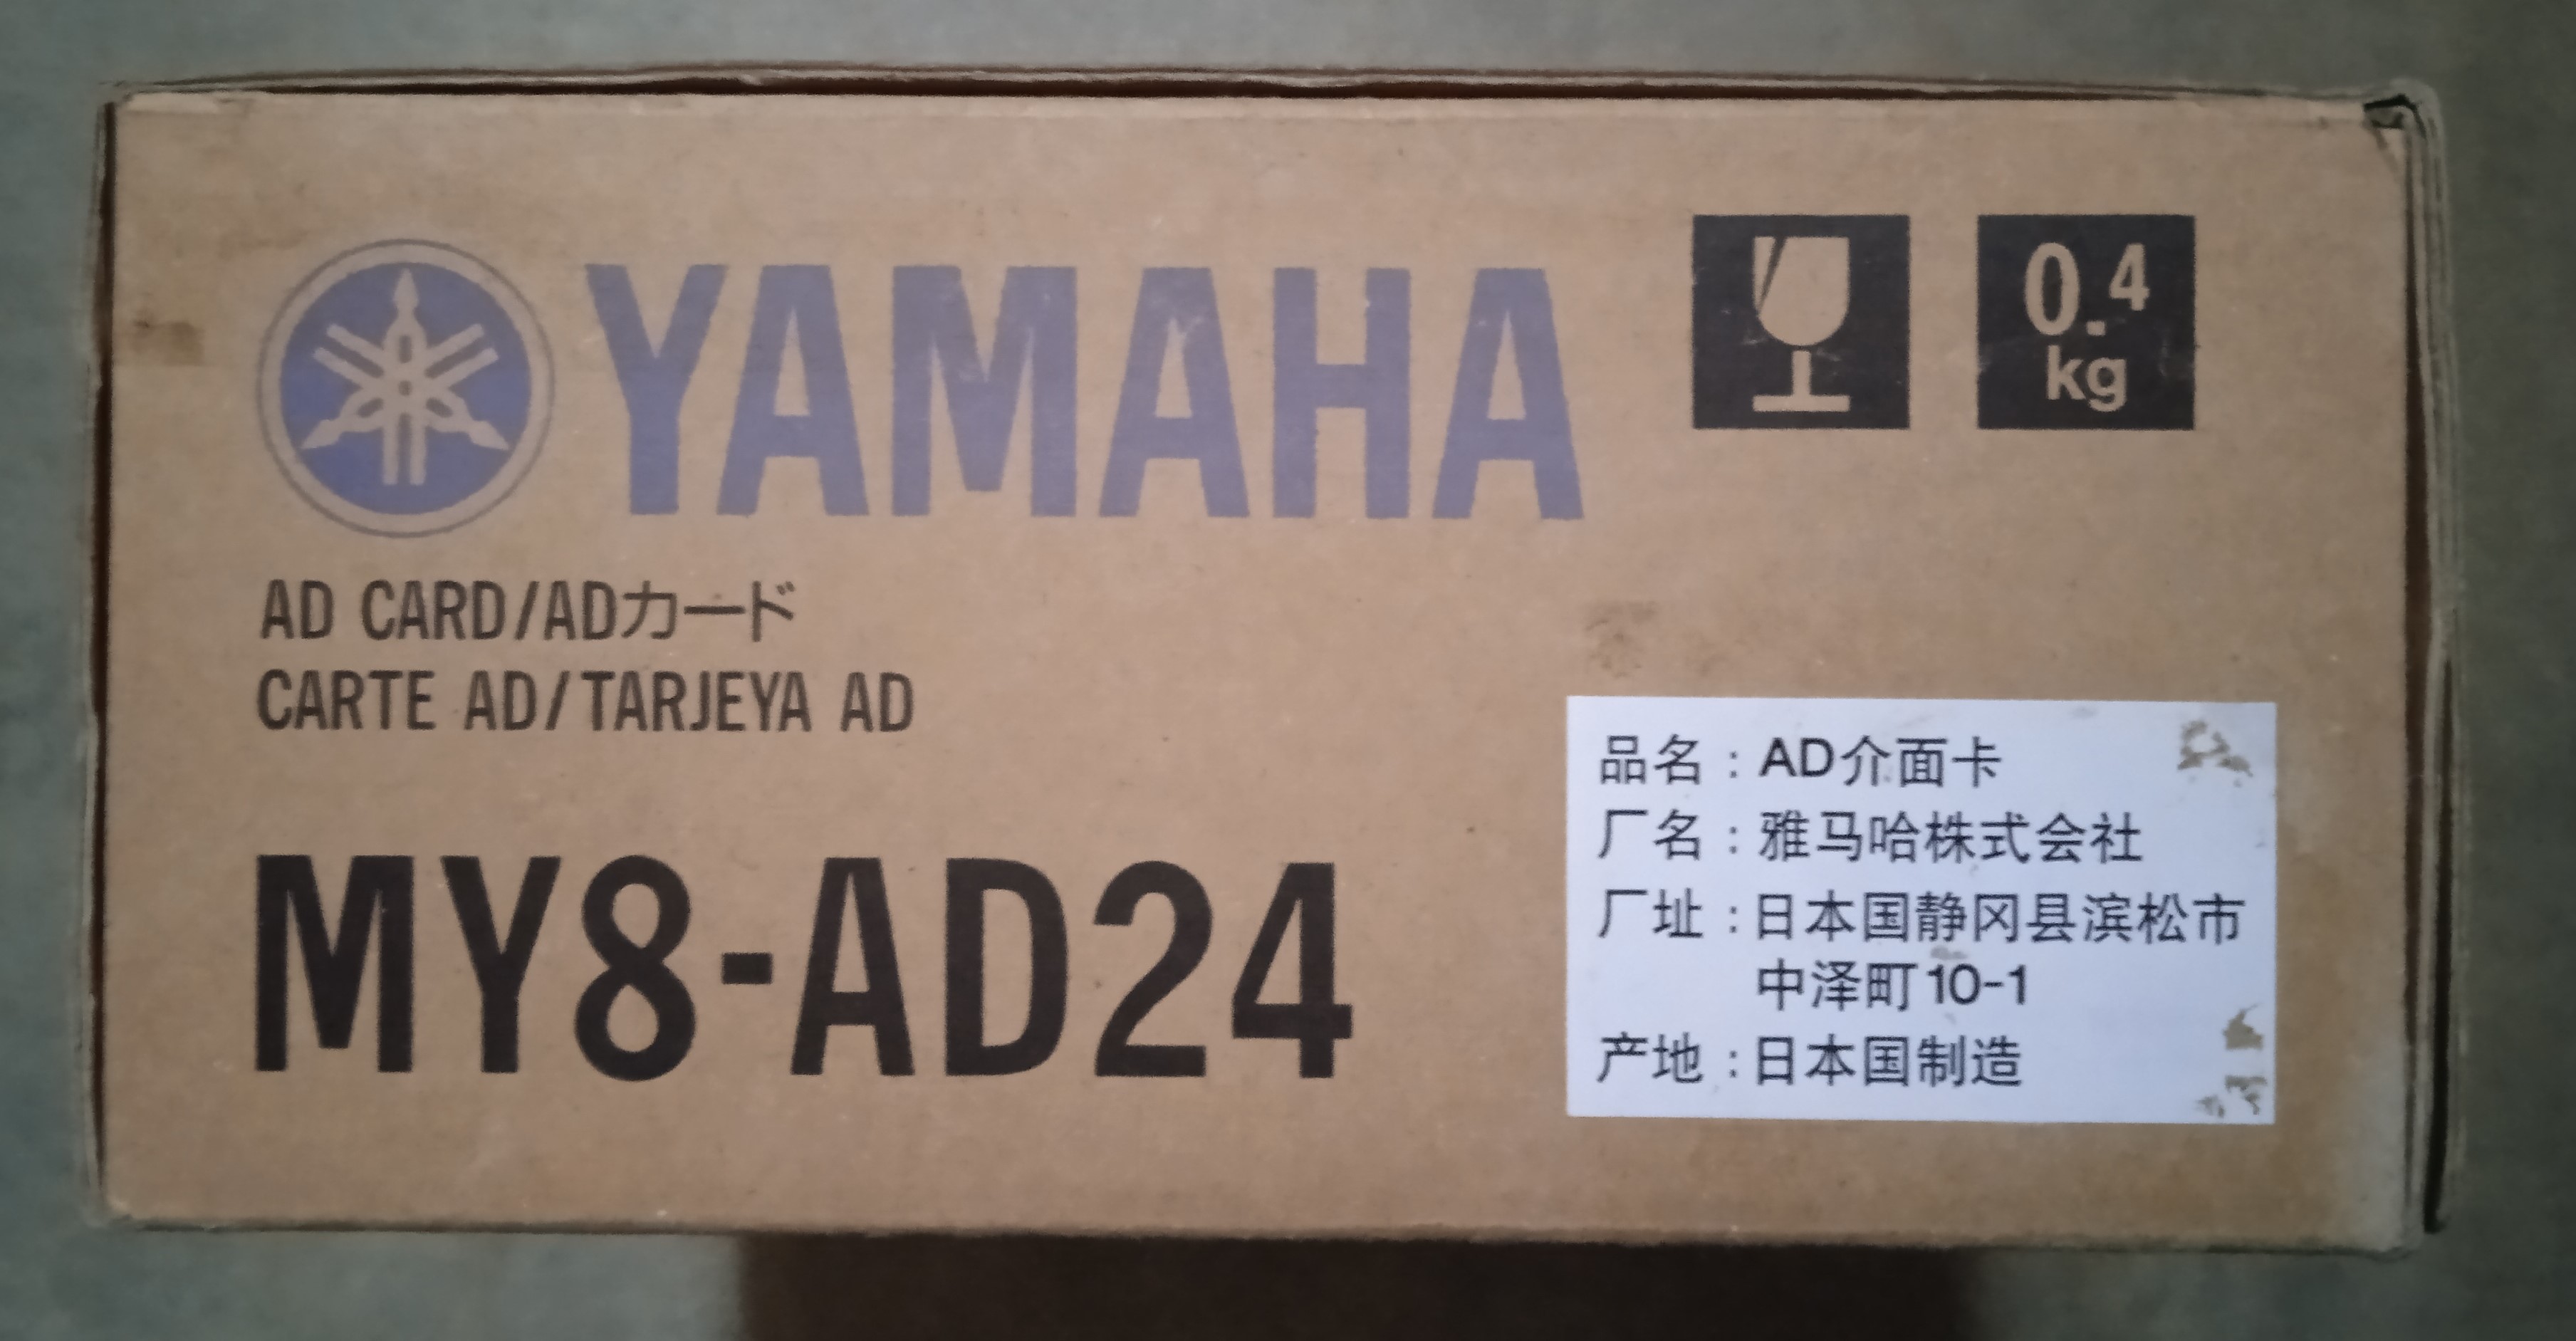 YAMAHA
0.4
kg
AD CARD/ADカード
CARTE AD/TARJEYA AD
MY8-AD24
品名：AD介面卡
厂名：雅马哈株式会社
厂址：日本国静冈县滨松市
中泽町10-1
产地：日本国制造